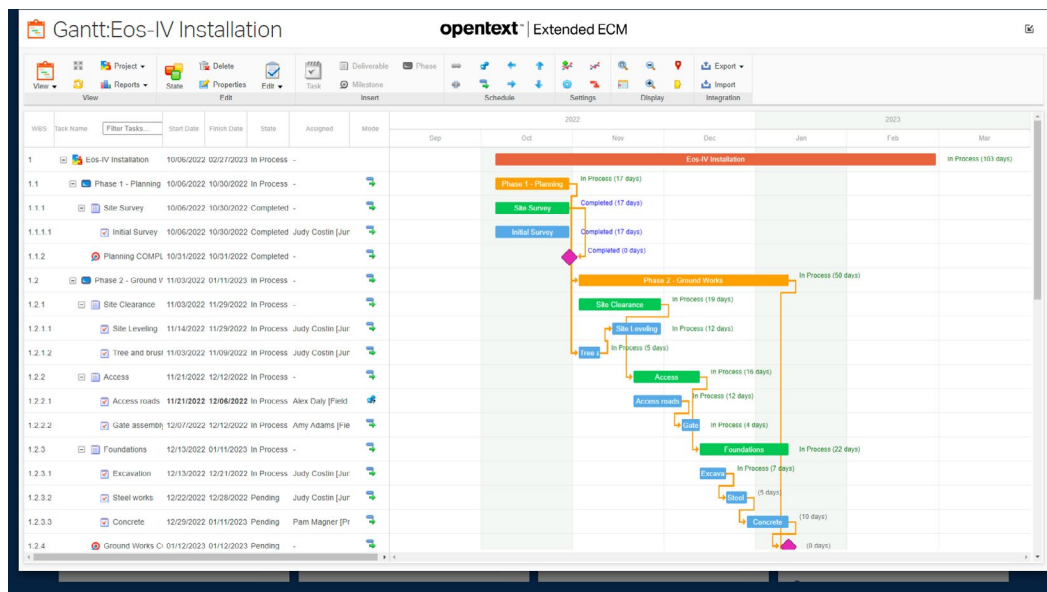 Gantt:Eos-IV Installation
opentext™ | Extended ECM
Project Delete Deliverable Phase Export
View Reports State Properties Edit Task Milestone Import
View Edit Insert Schedule Settings Display Integration
2022 2023
WBS Task Name Filter Tasks... Start Date Finish Date State Assigned Mode
Sep Oct Nov Dec Jan Feb Mar
1 Eos-IV Installation 10/06/2022 02/27/2023 In Process - Eos-IV Installation In Process (103 days)
1.1 Phase 1 - Planning 10/06/2022 10/30/2022 In Process - Phase 1 - Planning In Process (17 days)
1.1.1 Site Survey 10/06/2022 10/30/2022 Completed - Site Survey Completed (17 days)
1.1.1.1 Initial Survey 10/06/2022 10/30/2022 Completed Judy Costin [Jur Initial Survey Completed (17 days)
1.1.2 Planning COMPL 10/31/2022 10/31/2022 Completed - Completed (0 days)
1.2 Phase 2 - Ground V 11/03/2022 01/11/2023 In Process - Phase 2 - Ground Works In Process (50 days)
1.2.1 Site Clearance 11/03/2022 11/29/2022 In Process - Site Clearance In Process (19 days)
1.2.1.1 Site Leveling 11/14/2022 11/29/2022 In Process Judy Costin [Jur Site Leveling In Process (12 days)
1.2.1.2 Tree and brusl 11/03/2022 11/09/2022 In Process Judy Costin [Jur Tree a In Process (5 days)
1.2.2 Access 11/21/2022 12/12/2022 In Process - Access In Process (16 days)
1.2.2.1 Access roads 11/21/2022 12/06/2022 In Process Alex Daly [Field Access roads In Process (12 days)
1.2.2.2 Gate assembly 12/07/2022 12/12/2022 In Process Amy Adams [Fie Gate In Process (4 days)
1.2.3 Foundations 12/13/2022 01/11/2023 In Process - Foundations In Process (22 days)
1.2.3.1 Excavation 12/13/2022 12/21/2022 In Process Judy Costin [Jur Excava In Process (7 days)
1.2.3.2 Steel works 12/22/2022 12/28/2022 Pending Judy Costin [Jur Steel (5 days)
1.2.3.3 Concrete 12/29/2022 01/11/2023 Pending Pam Magner [Pr Concrete (10 days)
1.2.4 Ground Works C 01/12/2023 01/12/2023 Pending - (0 days)